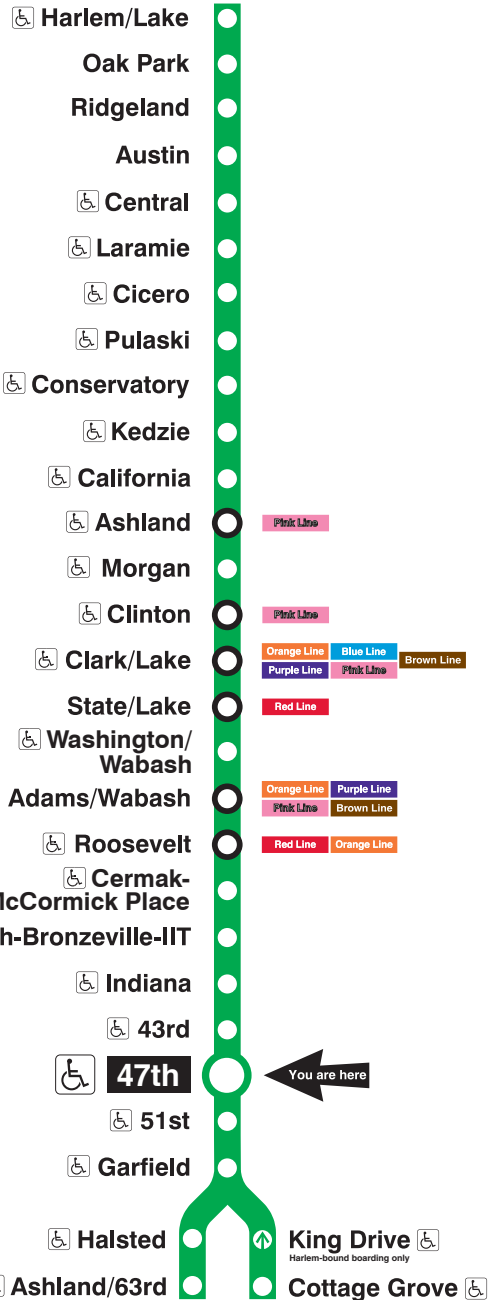 Harlem/Lake
Oak Park
Ridgeland
Austin
Central
Laramie
Cicero
Pulaski
Conservatory
Kedzie
California
Ashland Pink Line
Morgan
Clinton Pink Line
Orange Line Blue Line
Clark/Lake Brown Line
Purple Line Pink Line
State/Lake Red Line
Washington/
Wabash
Orange Line Purple Line
Adams/Wabash
Pink Line Brown Line
Roosevelt Red Line Orange Line
Cermak-
McCormick Place
h-Bronzeville-IIT
Indiana
43rd
47th You are here
51st
Garfield
Halsted King Drive
Harlem-bound boarding only
Ashland/63rd Cottage Grove